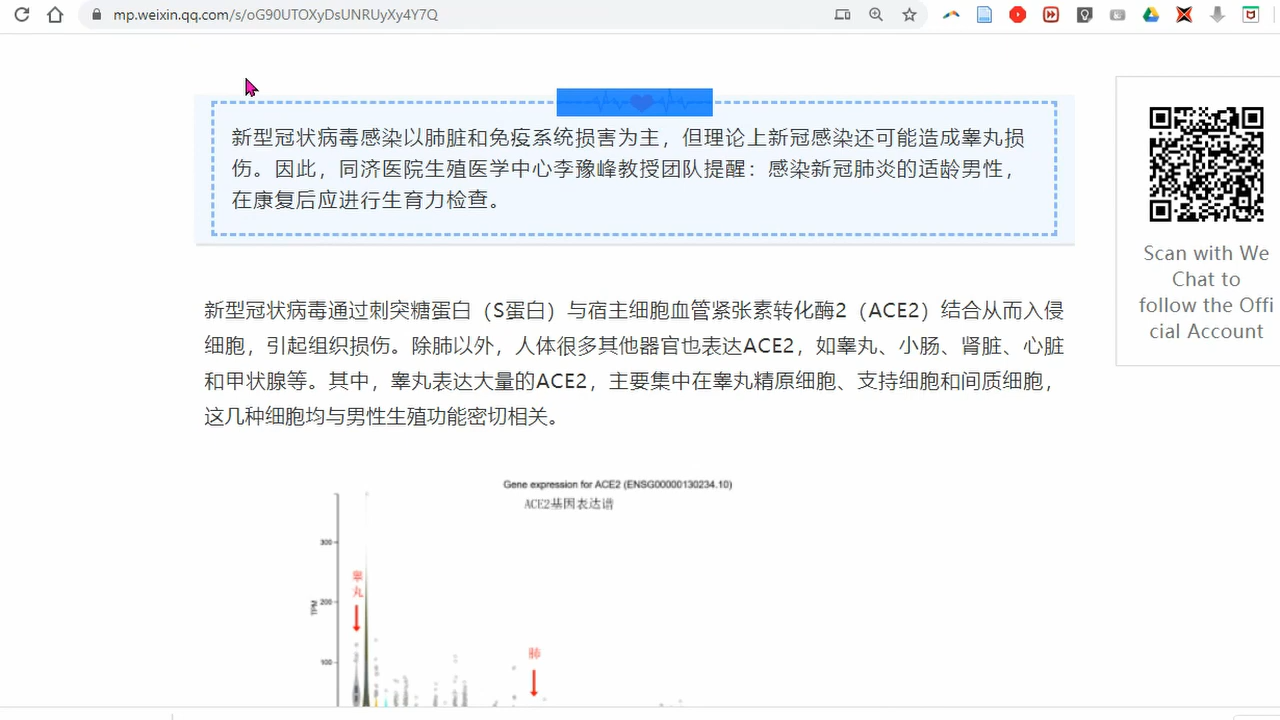 mp.weixin.qq.com/s/oG90UTOXyDsUNRUyXy4Y7Q
新型冠状病毒感染以肺脏和免疫系统损害为主，但理论上新冠感染还可能造成睾丸损
伤。因此，同济医院生殖医学中心李豫峰教授团队提醒：感染新冠肺炎的适龄男性，
在康复后应进行生育力检查。
Scan with We
Chat to
follow the Offi
cial Account
新型冠状病毒通过刺突糖蛋白（S蛋白）与宿主细胞血管紧张素转化酶2（ACE2）结合从而入侵
细胞，引起组织损伤。除肺以外，人体很多其他器官也表达ACE2，如睾丸、小肠、肾脏、心脏
和甲状腺等。其中，睾丸表达大量的ACE2，主要集中在睾丸精原细胞、支持细胞和间质细胞，
这几种细胞均与男性生殖功能密切相关。
Gene expression for ACE2 (ENSG00000130234.10)
ACE2基因表达谱
300
睾
丸
TPM
200
肺
100